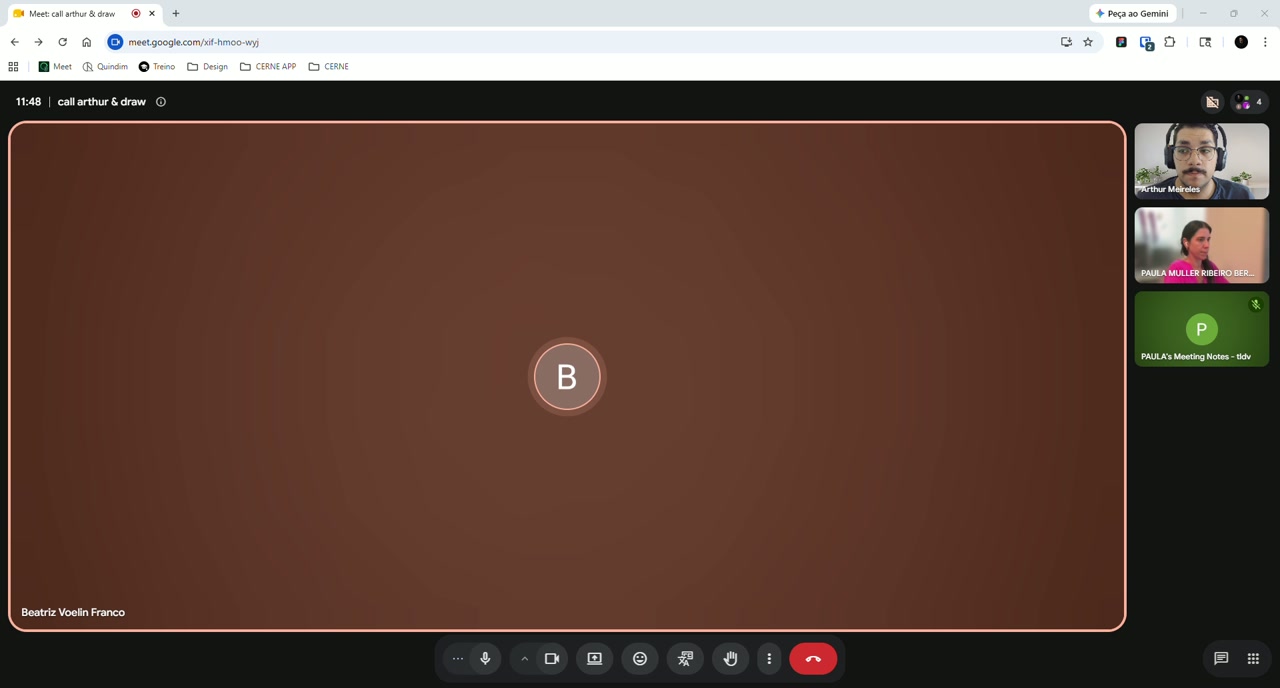 Meet: call arthur & draw
Peça ao Gemini
meet.google.com/xif-hmoo-wyj
2
Meet
Quindim
Treino
Design
CERNE APP
CERNE
11:48
call arthur & draw
4
Arthur Meireles
PAULA MULLER RIBEIRO BER...
P
PAULA's Meeting Notes - tldv
B
Beatriz Voelin Franco